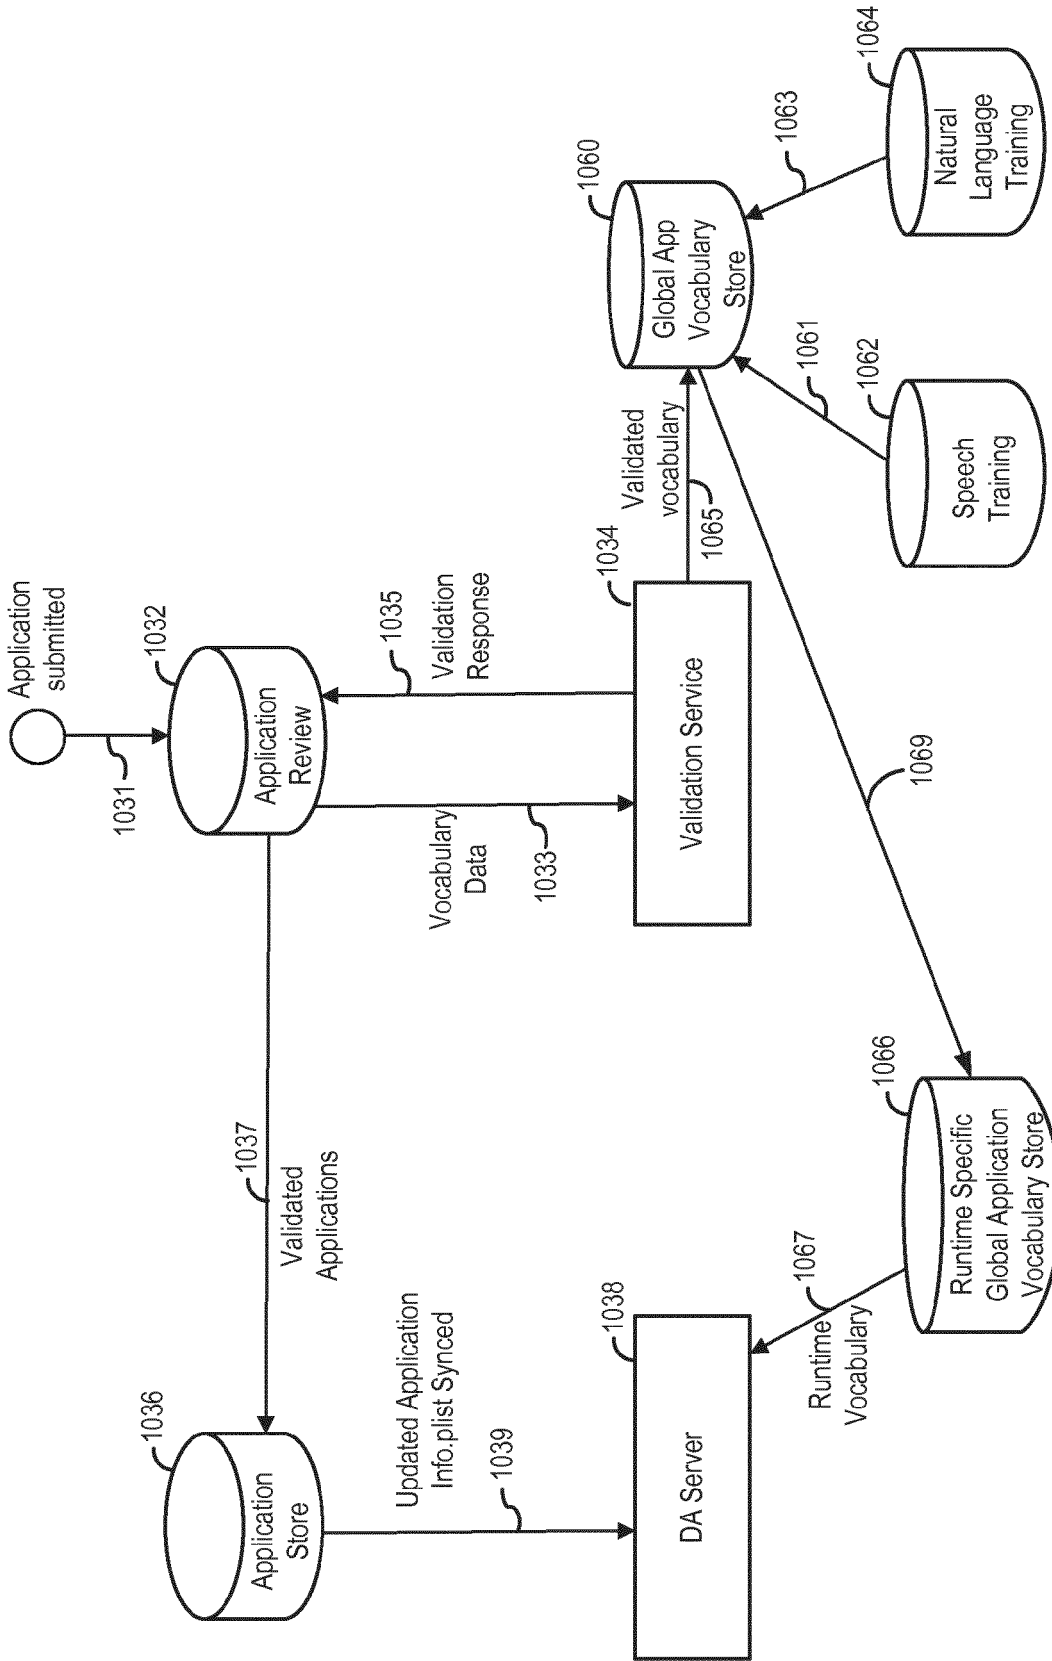 Application
submitted
1031
1032
Application
Review
1037
Validated
Applications
1036
Application
Store
Vocabulary
Data
1033
1035
Validation
Response
Updated Application
Info.plist Synced
1039
1034
Validation Service
Validated
vocabulary
1065
1060
Global App
Vocabulary
Store
1038
DA Server
1067
Runtime
Vocabulary
1069
1061
1063
1066
Runtime Specific
Global Application
Vocabulary Store
1062
Speech
Training
1064
Natural
Language
Training